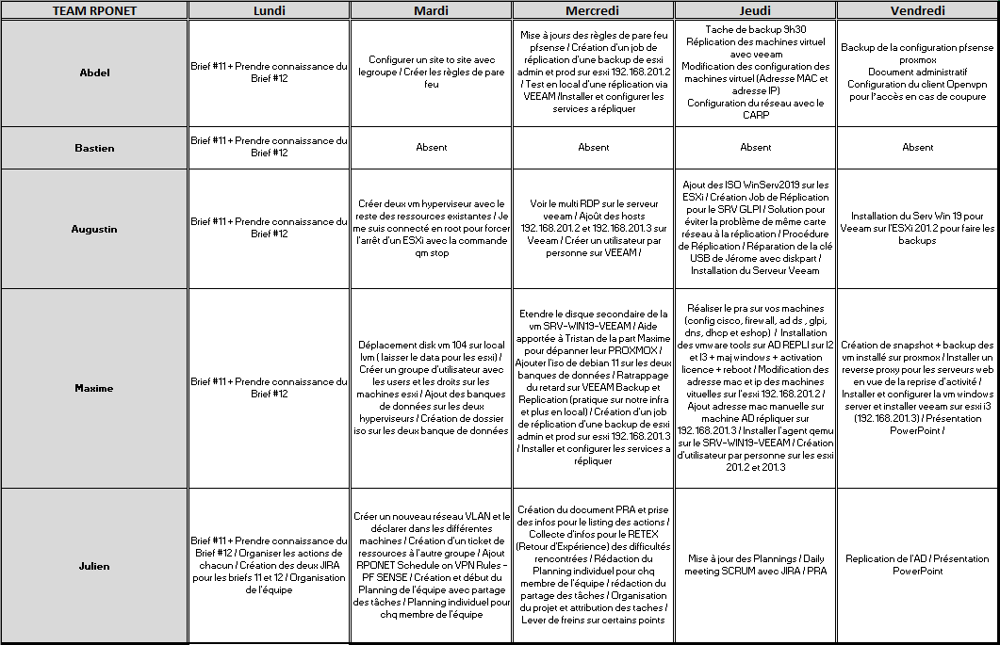 TEAM RPONET
Lundi
Mardi
Mercredi
Jeudi
Vendredi
Abdel
Brief #11 + Prendre connaissance du
Brief #12
Configurer un site to site avec
legroupe / Créer les règles de pare
feu
Mise à jours des règles de pare feu
pfsense / Création d'un job de
réplication d'une backup de esxi
admin et prod sur esxi 192.168.201.2
/ Test en local d'une réplication via
VEEAM /Installer et configurer les
services a répliquer
Tache de backup 9h30
Réplication des machines virtuel
avec veeam
Modification des configuration des
machines virtuel (Adresse MAC et
adresse IP)
Configuration du réseau avec le
CARP
Backup de la configuration pfsense
proxmox
Document administratif
Configuration du client Openvpn
pour l'accès en cas de coupure
Bastien
Brief #11 + Prendre connaissance du
Brief #12
Absent
Absent
Absent
Absent
Augustin
Brief #11 + Prendre connaissance du
Brief #12
Créer deux vm hyperviseur avec le
reste des ressources existantes / Je
me suis connecté en root pour forcer
l'arrêt d'un ESXi avec la commande
qm stop
Voir le multi RDP sur le serveur
veeam / Ajoût des hosts
192.168.201.2 et 192.168.201.3 sur
Veeam / Créer un utilisateur par
personne sur VEEAM /
Ajout des ISO WinServ2019 sur les
ESXi / Création Job de Réplication
pour le SRV GLPI / Solution pour
éviter la problème de même carte
réseau à la réplication / Procédure
de Réplication / Réparation de la clé
USB de Jérome avec diskpart /
Installation du Serveur Veeam
Installation du Serv Win 19 pour
Veeam sur l'ESXi 201.2 pour faire les
backups
Maxime
Brief #11 + Prendre connaissance du
Brief #12
Déplacement disk vm 104 sur local
lvm ( laisser le data pour les esxi) /
Créer un groupe d'utilisateur avec
les users et les droits sur les
machines esxi / Ajout des banques
de données sur les deux
hyperviseurs / Création de dossier
iso sur les deux banque de données
Etendre le disque secondaire de la
vm SRV-WIN19-VEEAM / Aide
apportée à Tristan de la part Maxime
pour dépanner leur PROXMOX /
Ajouter l'iso de debian 11 sur les deux
banques de données / Ratrappage
du retard sur VEEAM Backup et
Replication (pratique sur notre infra
et plus en local) / Création d'un job
de réplication d'une backup de esxi
admin et prod sur esxi 192.168.201.3
/ Installer et configurer les services a
répliquer
Réaliser le pra sur vos machines
(config cisco, firewall, ad ds , glpi,
dns, dhcp et eshop) / Installation
des vmware tools sur AD REPLI sur I2
et I3 + maj windows + activation
licence + reboot / Modification des
adresse mac et ip des machines
vituelles sur l'esxi 192.168.201.2 /
Ajout adresse mac manuelle sur
machine AD répliquer sur
192.168.201.3 / Installer l'agent qemu
sur le SRV-WIN19-VEEAM / Création
d'utilisateur par personne sur les esxi
201.2 et 201.3
Création de snapshot + backup des
vm installé sur proxmox / Installer un
reverse proxy pour les serveurs web
en vue de la reprise d'activité /
Installer et configurer la vm windows
server et installer veeam sur esxi i3
(192.168.201.3) / Présentation
PowerPoint /
Julien
Brief #11 + Prendre connaissance du
Brief #12 / Organiser les actions de
chacun / Création des deux JIRA
pour les briefs 11 et 12 / Organisation
de l'équipe
Créer un nouveau réseau VLAN et le
déclarer dans les différentes
machines / Création d'un ticket de
ressources à l'autre groupe / Ajout
RPONET Schedule on VPN Rules -
PF SENSE / Création et début du
Planning de l'équipe avec partage
des tâches / Planning individuel pour
chq membre de l'équipe
Création du document PRA et prise
des infos pour le listing des actions /
Collecte d'infos pour le RETEX
(Retour d'Expérience) des difficultés
rencontrées / Rédaction du
Planning individuel pour chq
membre de l'équipe / rédaction du
partage des tâches / Organisation
du projet et attribution des taches /
Lever de freins sur certains points
Mise à jour des Plannings / Daily
meeting SCRUM avec JIRA / PRA
Replication de l'AD / Présentation
PowerPoint